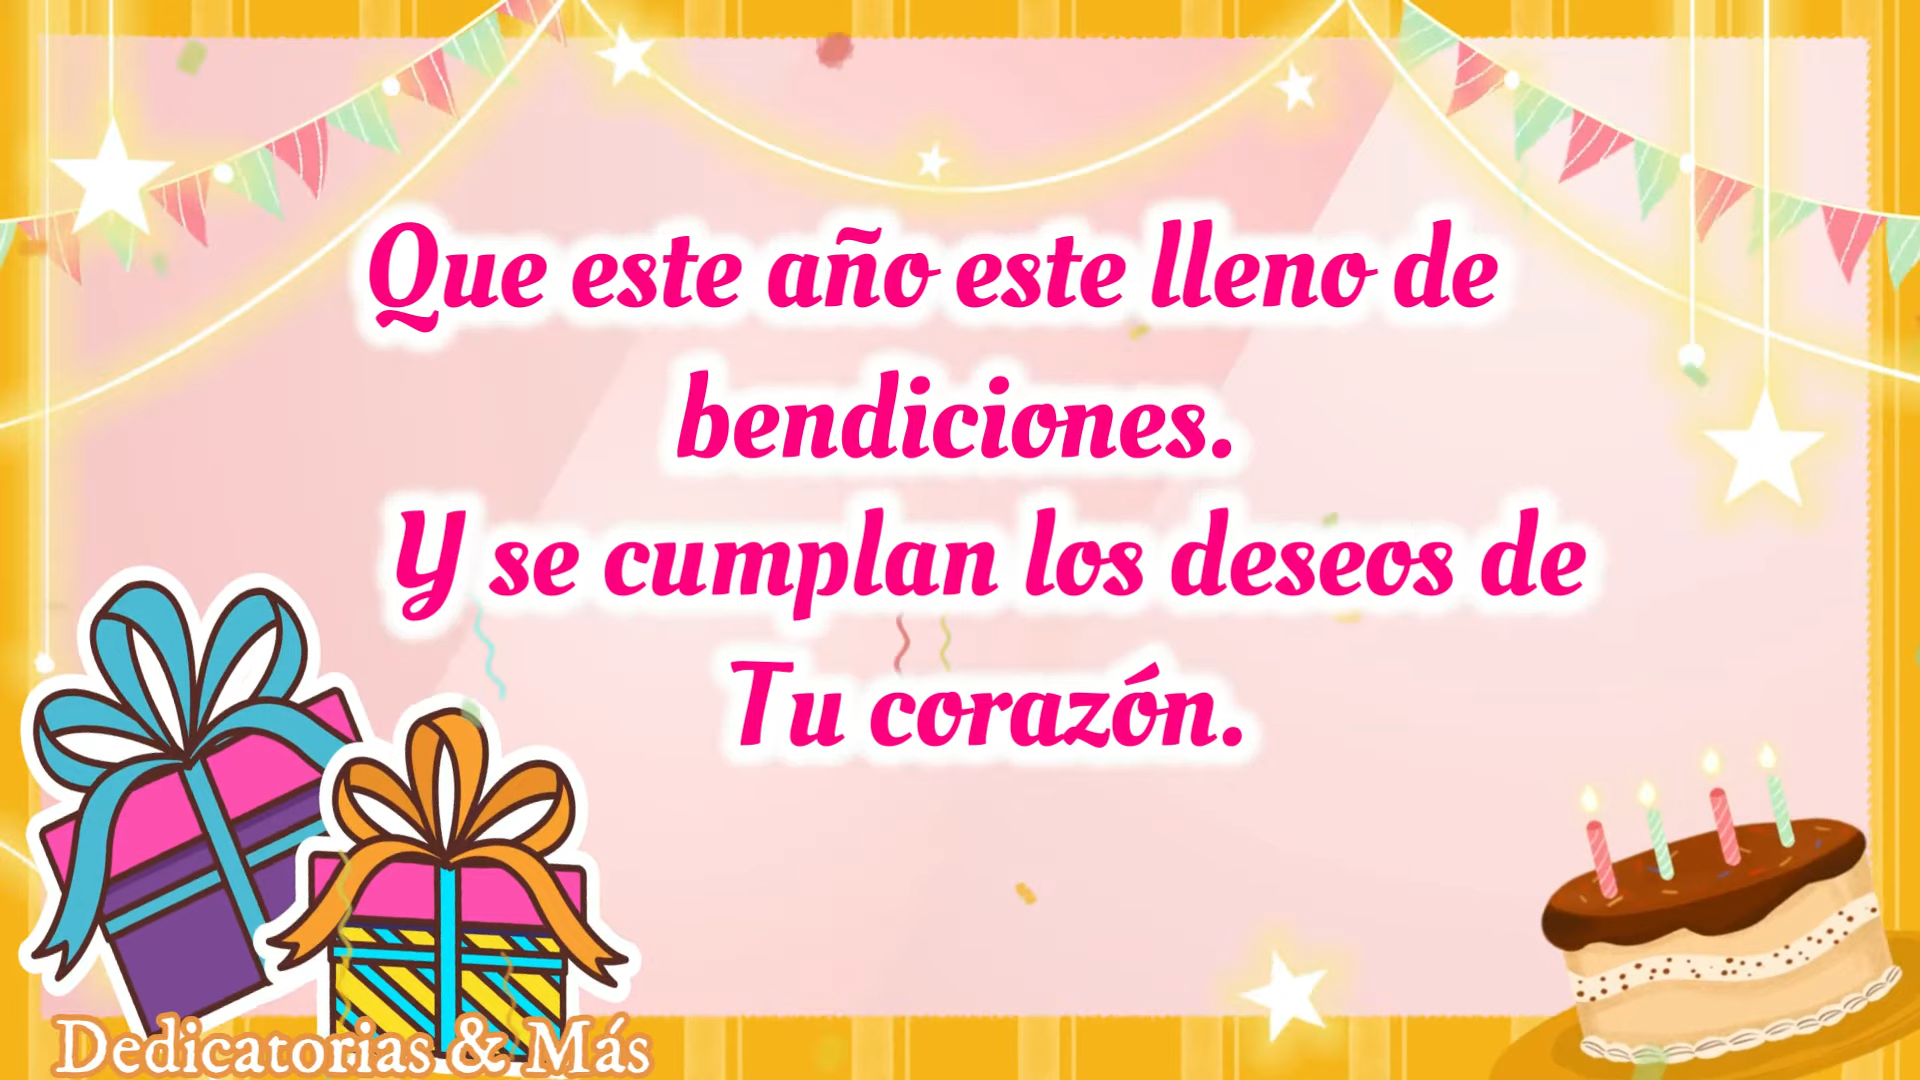 Que este año este lleno de
bendiciones.
Y se cumplan los deseos de
Tu corazón.
Dedicatorias & Más